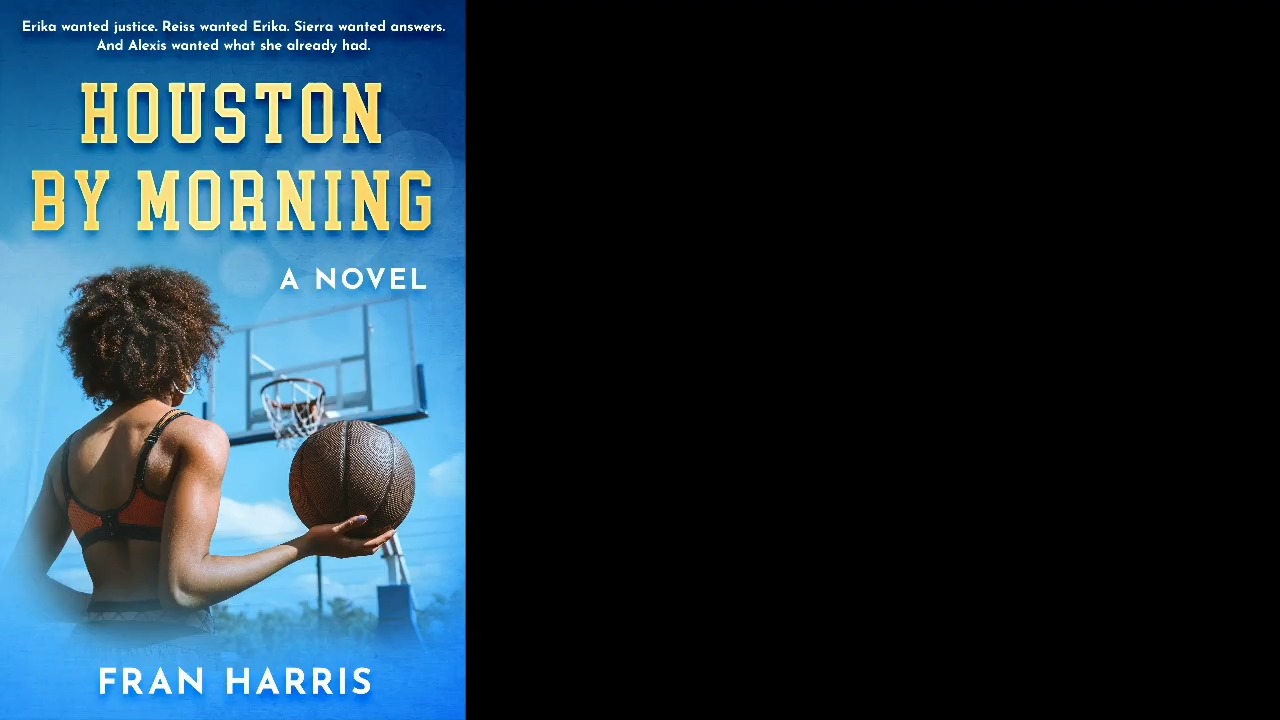 Erika wanted justice. Reiss wanted Erika. Sierra wanted answers.
And Alexis wanted what she already had.
HOUSTON
BY MORNING
A NOVEL
FRAN HARRIS